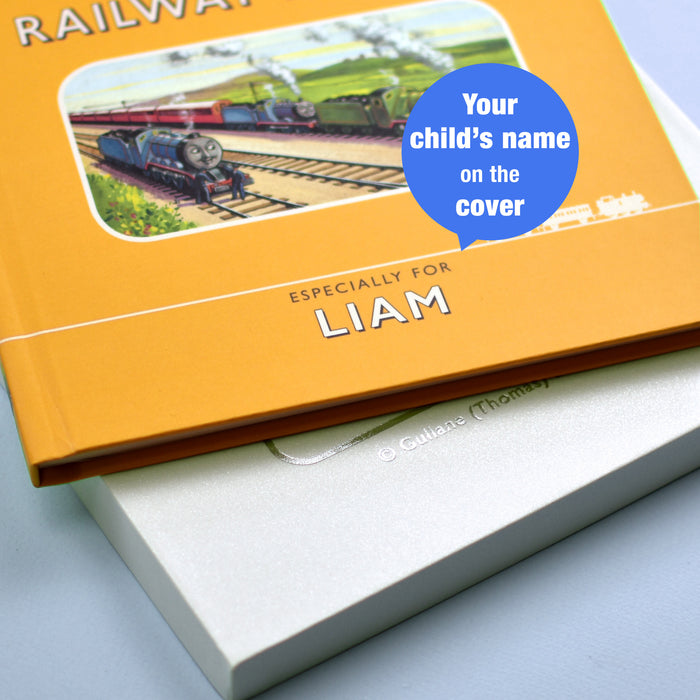 RAILWAY
Your
child's name
on the
cover
ESPECIALLY FOR
LIAM
© Gullane (Thomas)